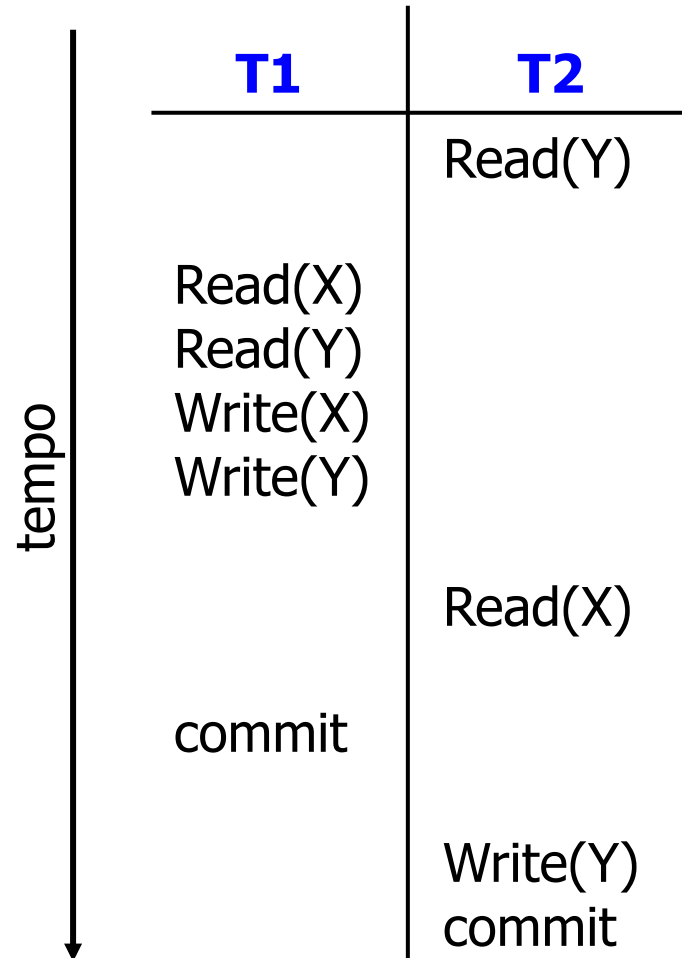 T1 T2
Read(Y)
Read(X)
Read(Y)
Write(X)
Write(Y)
Read(X)
commit
Write(Y)
commit
tempo